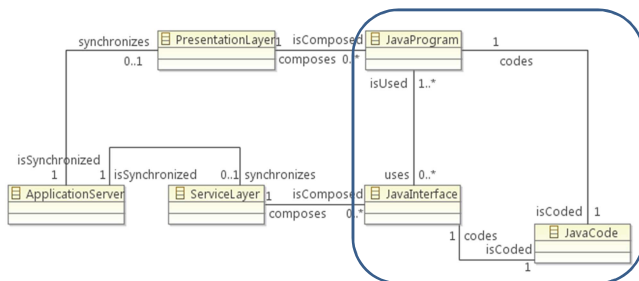 synchronizes
PresentationLayer
1
isComposed
JavaProgram
1
0..1
composes
0..*
codes
isUsed
1..*
isSynchronized
1
1
isSynchronized
0..1
synchronizes
uses
0..*
ApplicationServer
ServiceLayer
1
isComposed
JavaInterface
composes
0..*
isCoded
1
1
codes
JavaCode
isCoded
1